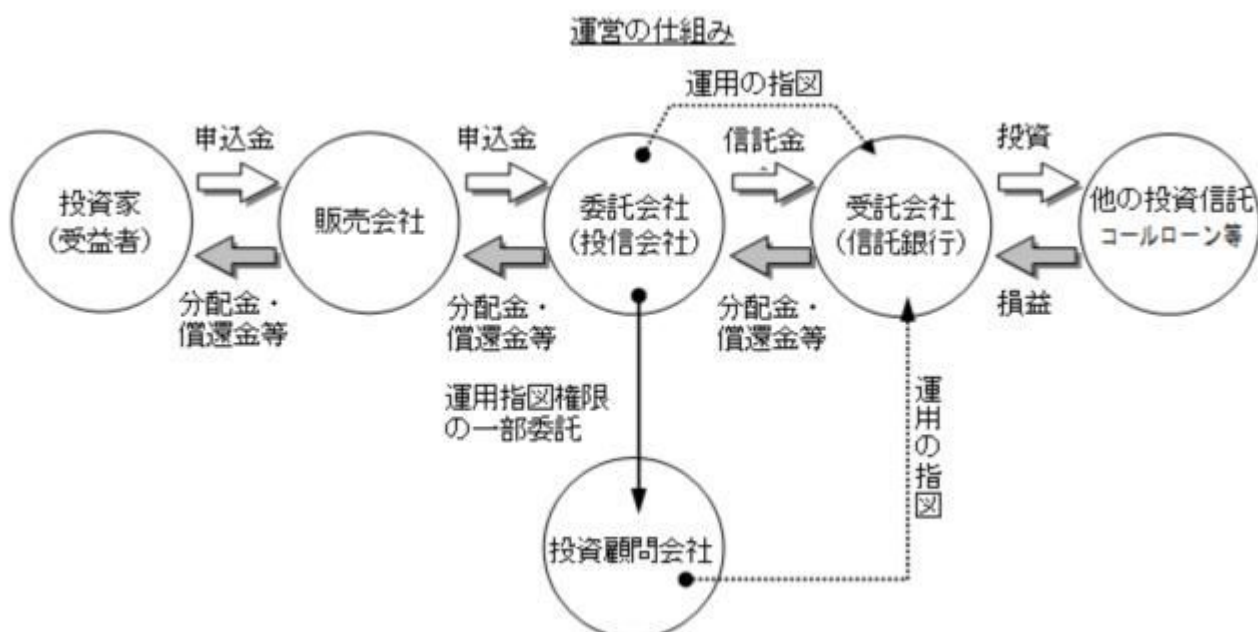 運営の仕組み
運用の指図
申込金
申込金
信託金
投資
投資家
(受益者)
販売会社
委託会社
(投信会社)
受託会社
(信託銀行)
他の投資信託
コールローン等
分配金・
償還金等
分配金・
償還金等
分配金・
償還金等
損益
運用指図権限
の一部委託
運用の指図
投資顧問会社